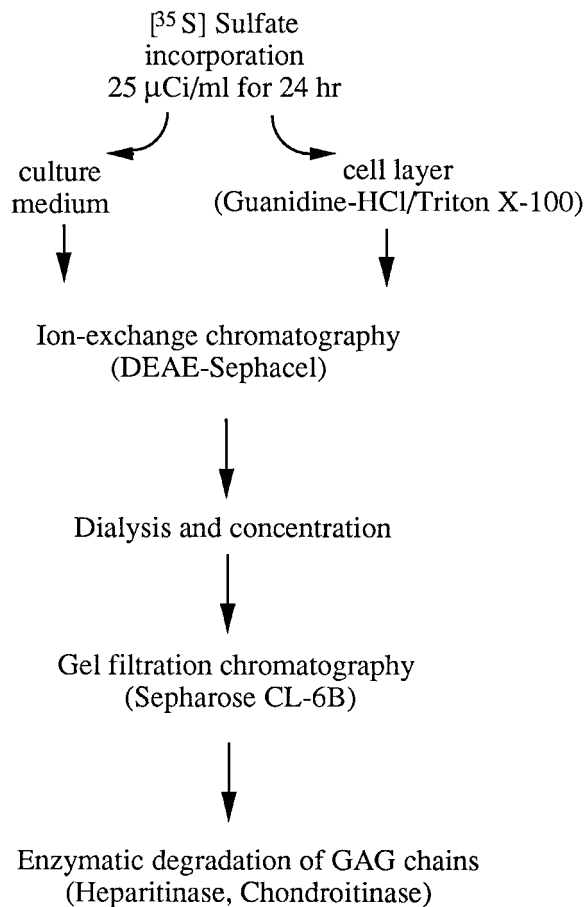 [³⁵ S] Sulfate
incorporation
25 µCi/ml for 24 hr
culture
medium
cell layer
(Guanidine-HCl/Triton X-100)
Ion-exchange chromatography
(DEAE-Sephacel)
Dialysis and concentration
Gel filtration chromatography
(Sepharose CL-6B)
Enzymatic degradation of GAG chains
(Heparitinase, Chondroitinase)